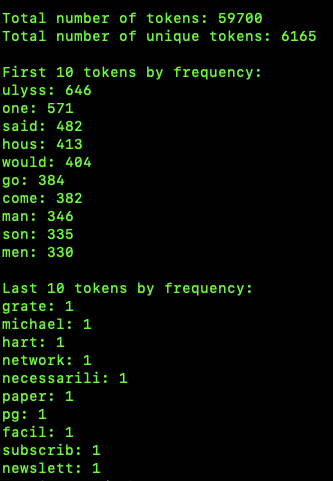 Total number of tokens: 59700
Total number of unique tokens: 6165
First 10 tokens by frequency:
ulyss: 646
one: 571
said: 482
hous: 413
would: 404
go: 384
come: 382
man: 346
son: 335
men: 330
Last 10 tokens by frequency:
grate: 1
michael: 1
hart: 1
network: 1
necessarili: 1
paper: 1
pg: 1
facil: 1
subscrib: 1
newslett: 1